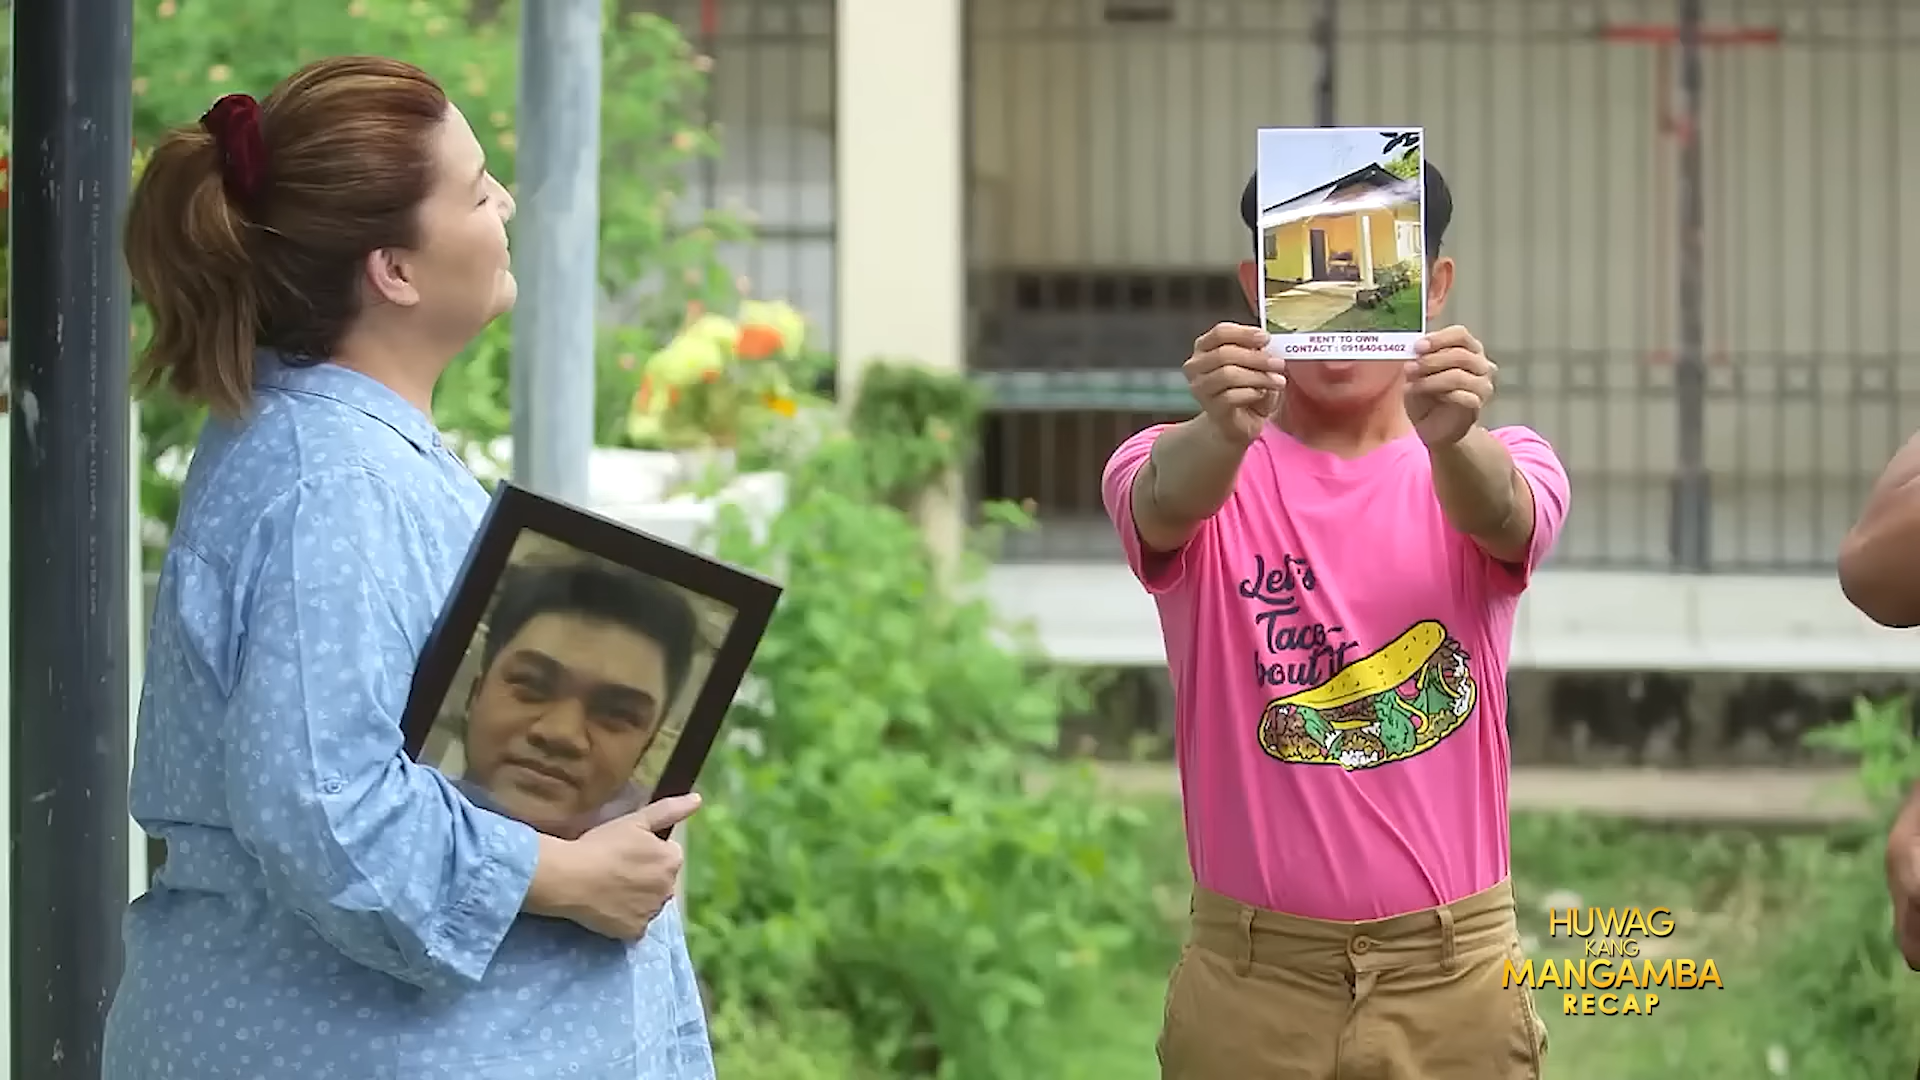 RENT TO OWN
CONTACT : 09164043402
Let's
Taco-
bout it
HUWAG
KANG
MANGAMBA
RECAP